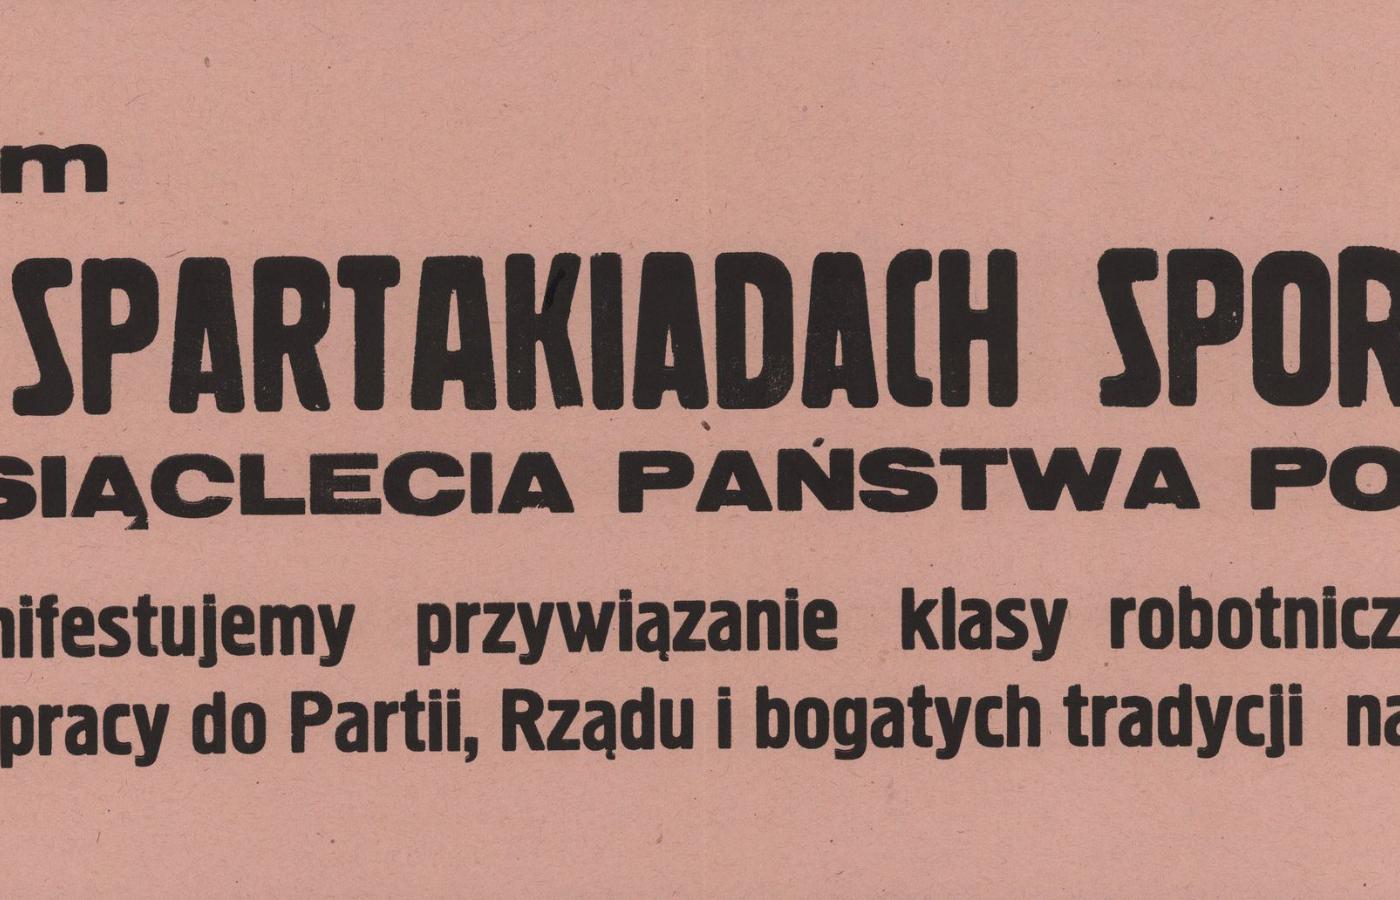 m
SPARTAKIADACH SPOR
SIĄCLECIA PAŃSTWA PO
nifestujemy przywiązanie klasy robotnicz
pracy do Partii, Rządu i bogatych tradycji na